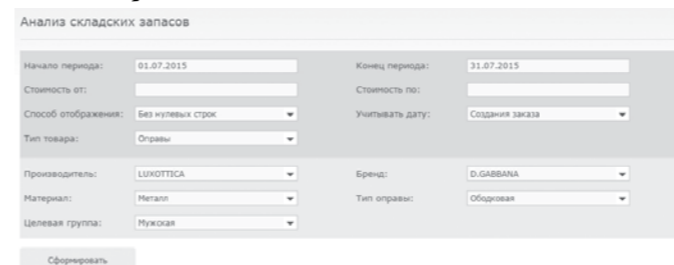 Анализ складских запасов
Начало периода: 01.07.2015 Конец периода: 31.07.2015
Стоимость от: Стоимость по:
Способ отображения: Без нулевых строк Учитывать дату: Создания заказа
Тип товара: Оправы
Производитель: LUXOTTICA Бренд: D.GABBANA
Материал: Металл Тип оправы: Ободковая
Целевая группа: Мужская
Сформировать